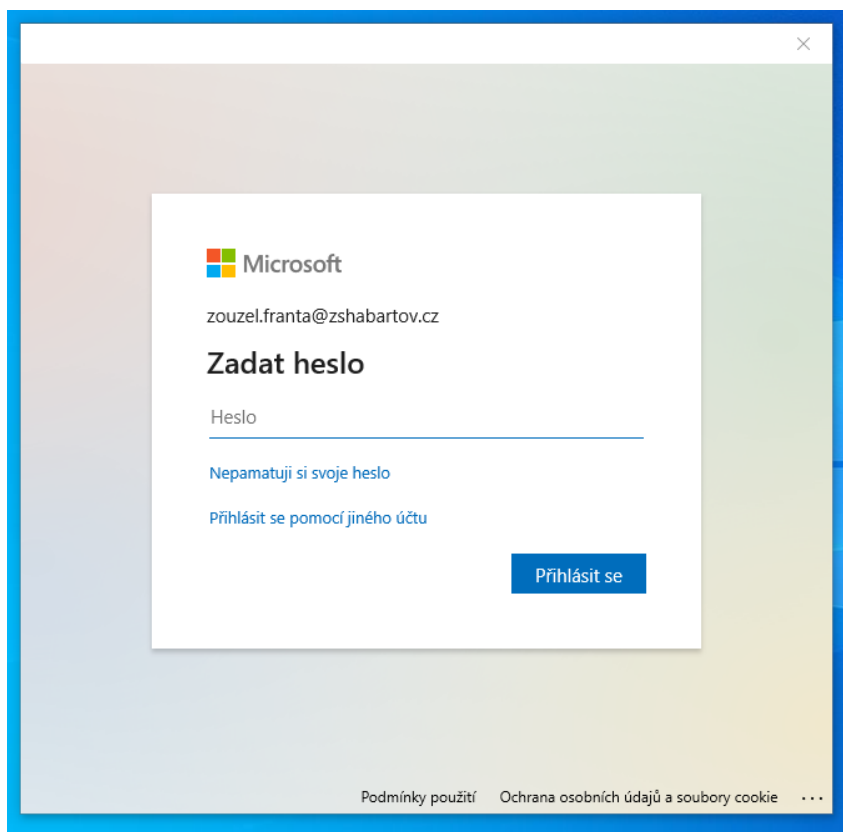 Microsoft
zouzel.franta@zshabartov.cz
Zadat heslo
Heslo
Nepamatuji si svoje heslo
Přihlásit se pomocí jiného účtu
Přihlásit se
Podmínky použití Ochrana osobních údajů a soubory cookie ...